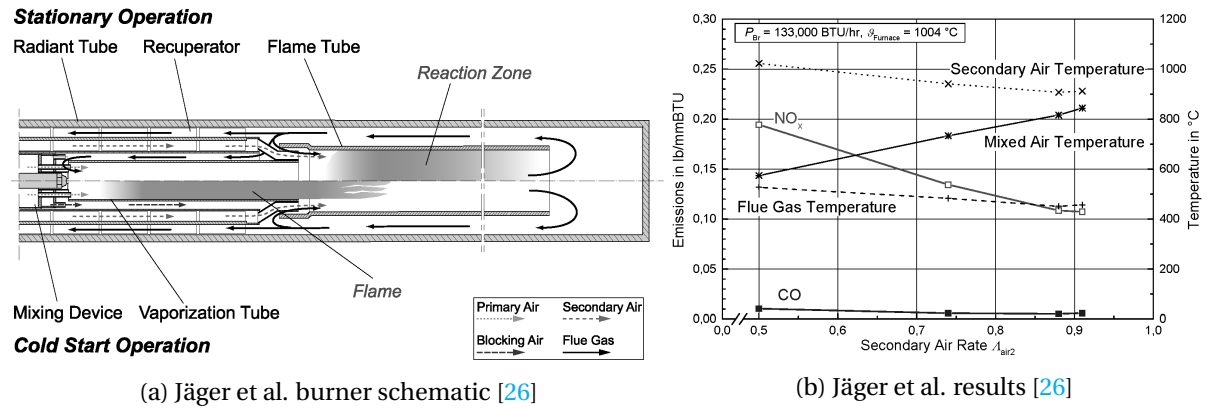 Stationary Operation
Radiant Tube Recuperator Flame Tube
Reaction Zone
Flame
Mixing Device Vaporization Tube
Cold Start Operation
Primary Air Secondary Air
Blocking Air Flue Gas
(a) Jäger et al. burner schematic [26]
P_Br = 133,000 BTU/hr, ϑ_Furnace = 1004 °C
Secondary Air Temperature
NO_x
Mixed Air Temperature
Flue Gas Temperature
CO
Emissions in lb/mmBTU
0,30
0,25
0,20
0,15
0,10
0,05
0,00
Temperature in °C
1200
1000
800
600
400
200
0
0,0 0,5 0,6 0,7 0,8 0,9 1,0
Secondary Air Rate Λ_air2
(b) Jäger et al. results [26]